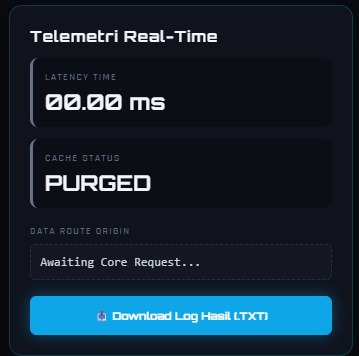 Telemetri Real-Time
LATENCY TIME
00.00 ms
CACHE STATUS
PURGED
DATA ROUTE ORIGIN
Awaiting Core Request...
Download Log Hasil (.TXT)